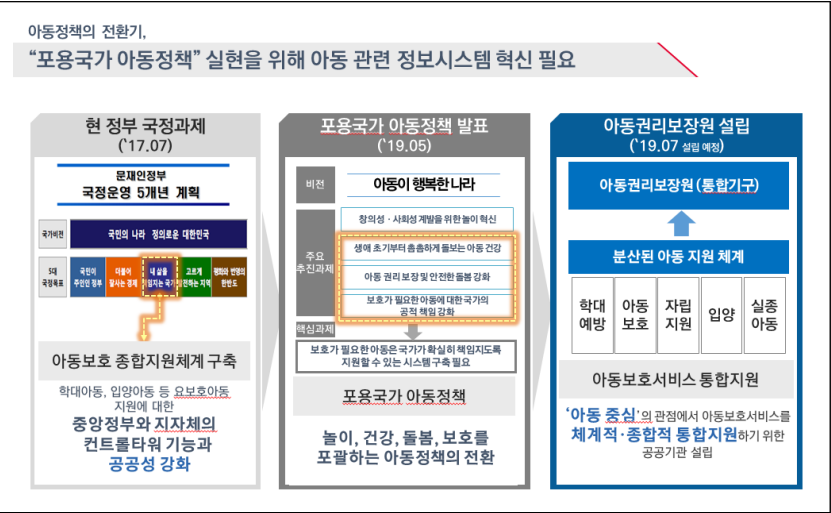 아동정책의 전환기,
“포용국가 아동정책” 실현을 위해 아동 관련 정보시스템 혁신 필요
현 정부 국정과제
(‘17.07)
문재인정부
국정운영 5개년 계획
국가비전
국민의 나라 정의로운 대한민국
5대
국정목표
국민이
주인인 정부
더불어
잘사는 경제
내 삶을
책임지는 국가
고르게
발전하는 지역
평화와 번영의
한반도
아동보호 종합지원체계 구축
학대아동, 입양아동 등 요보호아동
지원에 대한
중앙정부와 지자체의
컨트롤타워 기능과
공공성 강화
포용국가 아동정책 발표
(‘19.05)
비전
아동이 행복한 나라
주요
추진과제
창의성·사회성 계발을 위한 놀이 혁신
생애 초기부터 촘촘하게 돌보는 아동 건강
아동 권리 보장 및 안전한 돌봄 강화
보호가 필요한 아동에 대한 국가의
공적 책임 강화
핵심과제
보호가 필요한 아동은 국가가 확실히 책임지도록
지원할 수 있는 시스템 구축 필요
포용국가 아동정책
놀이, 건강, 돌봄, 보호를
포괄하는 아동정책의 전환
아동권리보장원 설립
(‘19.07 설립 예정)
아동권리보장원 (통합기구)
분산된 아동 지원 체계
학대
예방
아동
보호
자립
지원
입양
실종
아동
아동보호서비스 통합지원
‘아동 중심’의 관점에서 아동보호서비스를
체계적·종합적 통합지원하기 위한
공공기관 설립